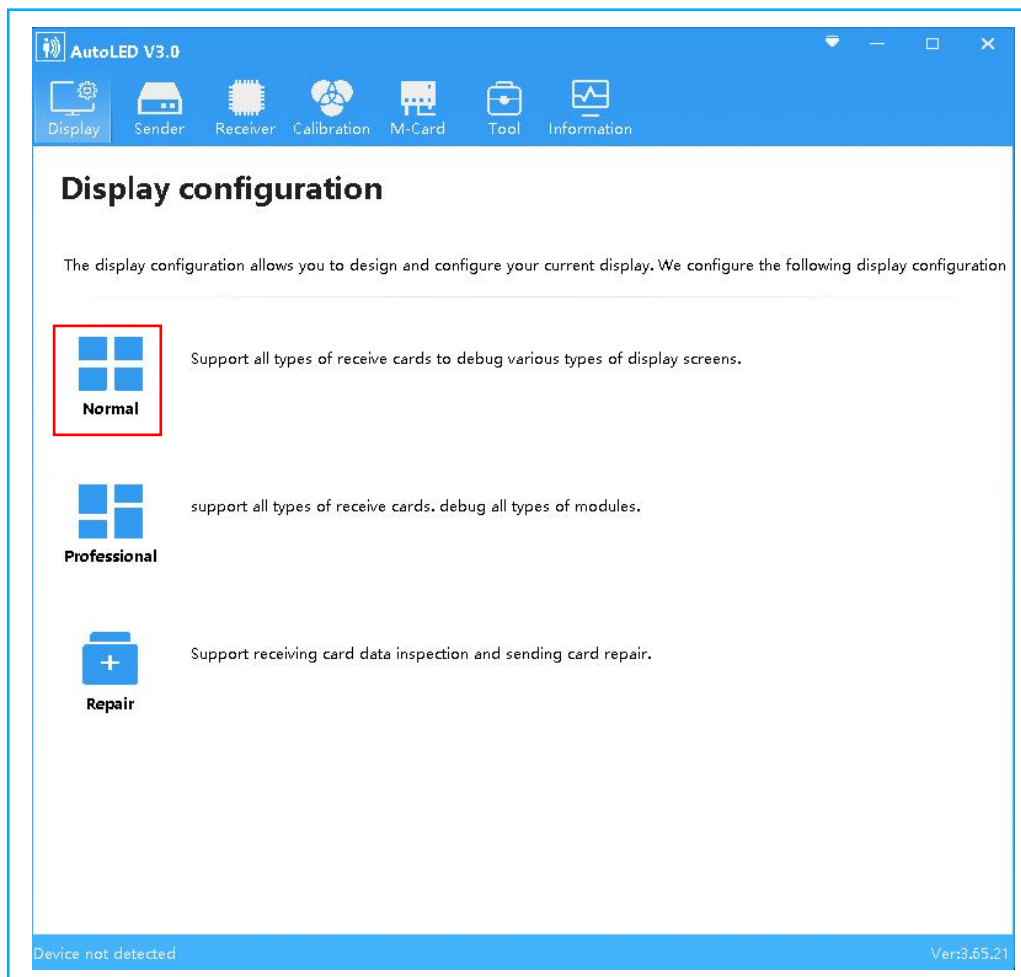 AutoLED V3.0
Display Sender Receiver Calibration M-Card Tool Information
Display configuration
The display configuration allows you to design and configure your current display. We configure the following display configuration
Support all types of receive cards to debug various types of display screens.
Normal
support all types of receive cards. debug all types of modules.
Professional
Support receiving card data inspection and sending card repair.
Repair
Device not detected Ver:3.65.21